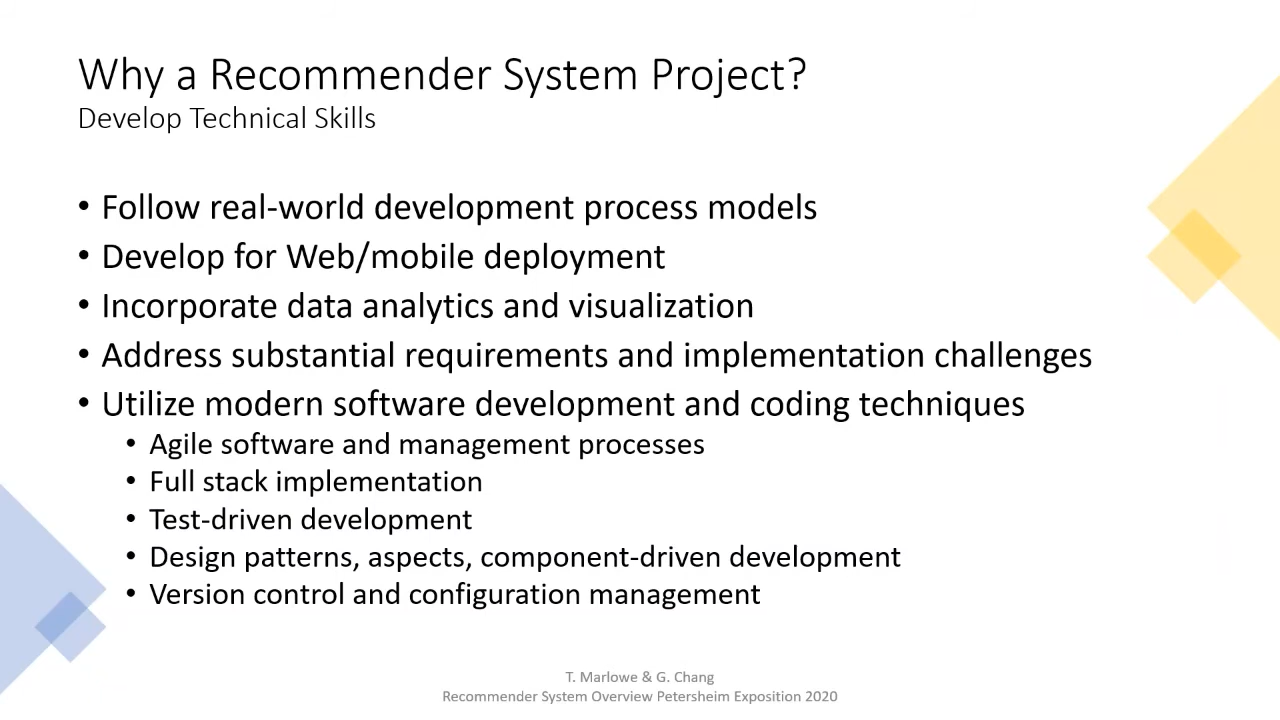 Why a Recommender System Project?
Develop Technical Skills
• Follow real-world development process models
• Develop for Web/mobile deployment
• Incorporate data analytics and visualization
• Address substantial requirements and implementation challenges
• Utilize modern software development and coding techniques
• Agile software and management processes
• Full stack implementation
• Test-driven development
• Design patterns, aspects, component-driven development
• Version control and configuration management
T. Marlowe & G. Chang
Recommender System Overview Petersheim Exposition 2020